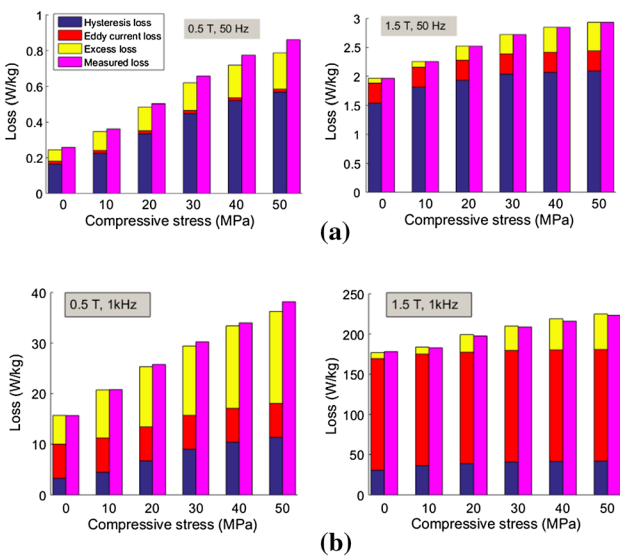 0.5 T, 50 Hz
Hysteresis loss
Eddy current loss
Excess loss
Measured loss
Loss (W/kg)
1
0.8
0.6
0.4
0.2
0
0 10 20 30 40 50
Compressive stress (MPa)
1.5 T, 50 Hz
Loss (W/kg)
3
2.5
2
1.5
1
0.5
0
0 10 20 30 40 50
Compressive stress (MPa)
(a)
0.5 T, 1kHz
Loss (W/kg)
40
30
20
10
0
0 10 20 30 40 50
Compressive stress (MPa)
1.5 T, 1kHz
Loss (W/kg)
250
200
150
100
50
0
0 10 20 30 40 50
Compressive stress (MPa)
(b)